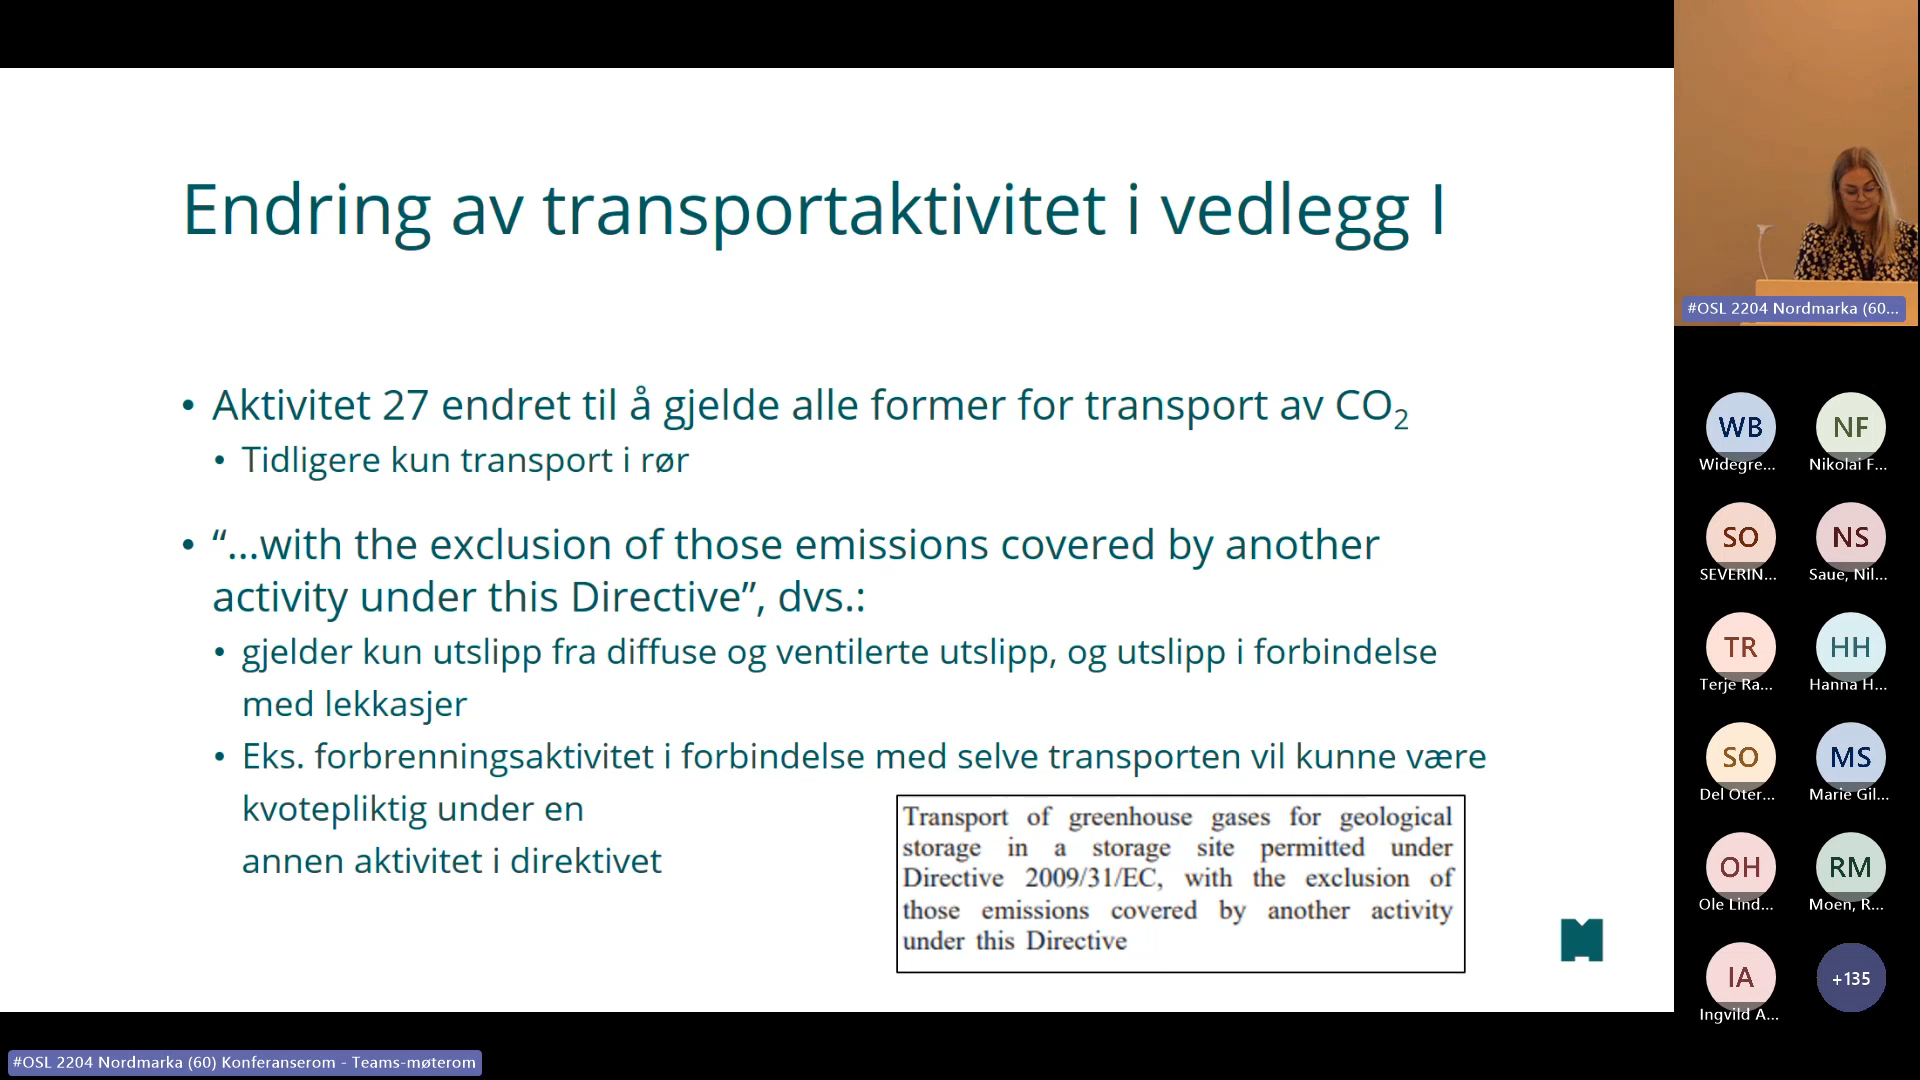 Endring av transportaktivitet i vedlegg I
• Aktivitet 27 endret til å gjelde alle former for transport av CO₂
• Tidligere kun transport i rør
• “...with the exclusion of those emissions covered by another
activity under this Directive”, dvs.:
• gjelder kun utslipp fra diffuse og ventilerte utslipp, og utslipp i forbindelse
med lekkasjer
• Eks. forbrenningsaktivitet i forbindelse med selve transporten vil kunne være
kvotepliktig under en
annen aktivitet i direktivet
Transport of greenhouse gases for geological
storage in a storage site permitted under
Directive 2009/31/EC, with the exclusion of
those emissions covered by another activity
under this Directive
#OSL 2204 Nordmarka (60...
WB
Widegre...
NF
Nikolai F...
SO
SEVERIN...
NS
Saue, Nil...
TR
Terje Ra...
HH
Hanna H...
SO
Del Oter...
MS
Marie Gil...
OH
Ole Lind...
RM
Moen, R...
IA
Ingvild A...
+135
#OSL 2204 Nordmarka (60) Konferanserom - Teams-møterom